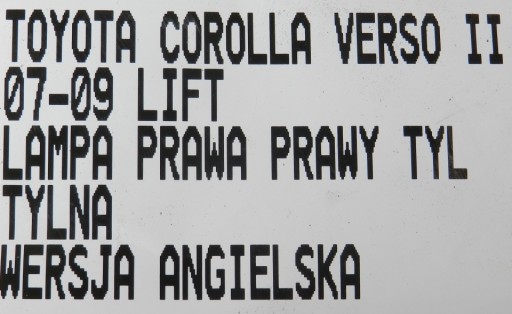 TOYOTA COROLLA VERSO II
07-09 LIFT
LAMPA PRAWA PRAWY TYL
TYLNA
WERSJA ANGIELSKA